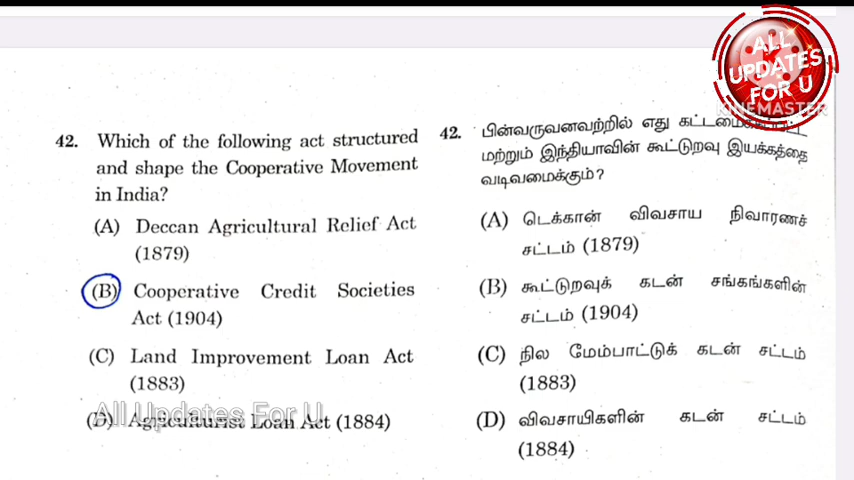 ALL
UPDATES
FOR U
KINEMASTER
42. Which of the following act structured
and shape the Cooperative Movement
in India?
(A) Deccan Agricultural Relief Act
(1879)
(B) Cooperative Credit Societies
Act (1904)
(C) Land Improvement Loan Act
(1883)
(D) Agriculturist Loan Act (1884)
All Updates For U
42. பின்வருவனவற்றில் எது
மற்றும் இந்தியாவின் கூட்டுறவு இயக்கத்தை
வடிவமைக்கும்?
(A) டெக்கான் விவசாய நிவாரணச்
சட்டம் (1879)
(B) கூட்டுறவுக் கடன் சங்கங்களின்
சட்டம் (1904)
(C) நில மேம்பாட்டுக் கடன் சட்டம்
(1883)
(D) விவசாயிகளின் கடன் சட்டம்
(1884)